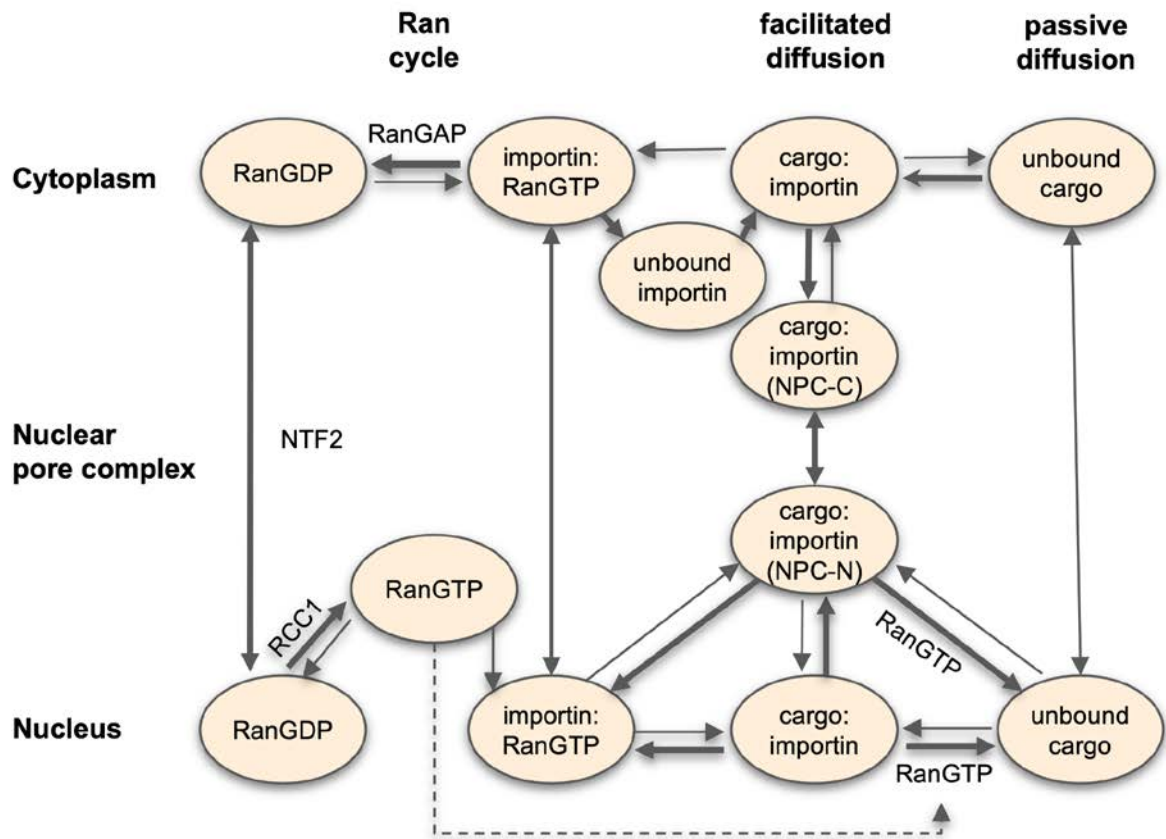 Ran
cycle
facilitated
diffusion
passive
diffusion
Cytoplasm
RanGDP
RanGAP
importin:
RanGTP
cargo:
importin
unbound
cargo
unbound
importin
cargo:
importin
(NPC-C)
Nuclear
pore complex
NTF2
cargo:
importin
(NPC-N)
RanGTP
RCC1
RanGTP
Nucleus
RanGDP
importin:
RanGTP
cargo:
importin
RanGTP
unbound
cargo